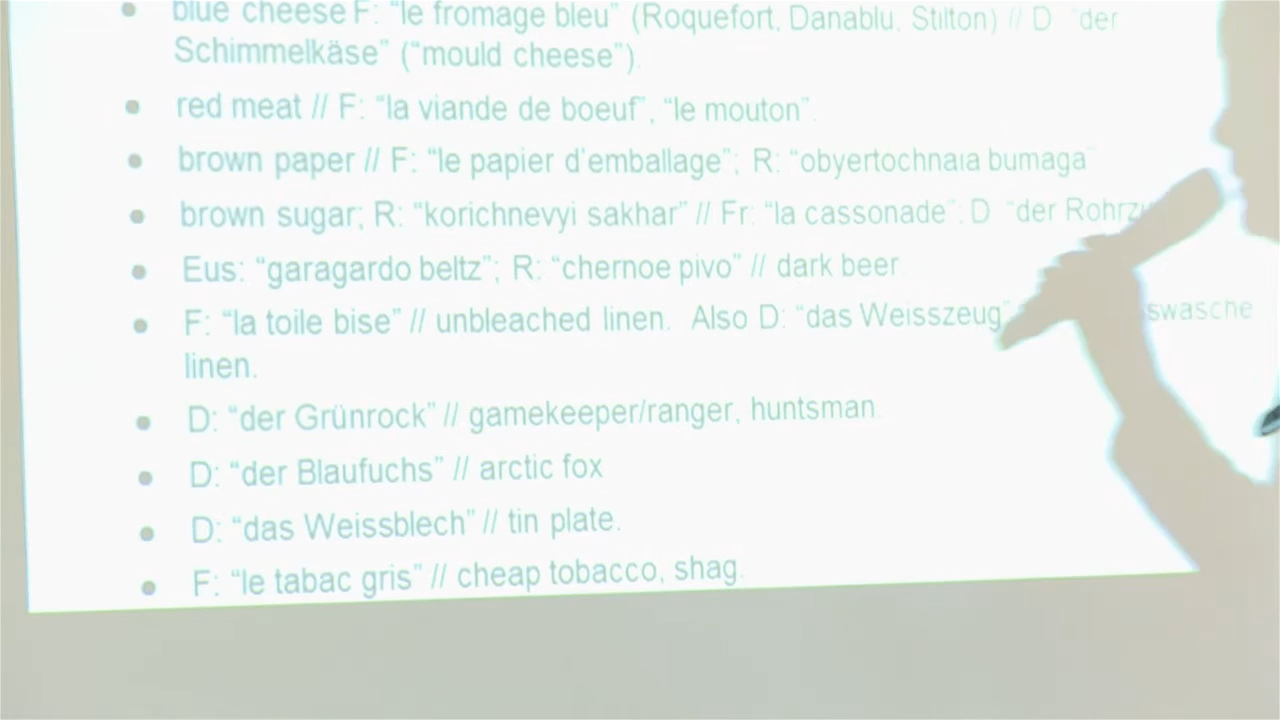 blue cheese F: “le fromage bleu” (Roquefort, Danablu, Stilton) // D “der
Schimmelkäse” (“mould cheese”).
red meat // F: “la viande de boeuf”, “le mouton”.
brown paper // F: “le papier d’emballage”; R: “obyertochnaia bumaga”
brown sugar; R: “korichnevyi sakhar” // Fr: “la cassonade”: D “der
Eus: “garagardo beltz”; R: “chernoe pivo” // dark beer.
F: “la toile bise” // unbleached linen. Also D: “das Weisszeug”
linen.
D: “der Grünrock” // gamekeeper/ranger, huntsman.
D: “der Blaufuchs” // arctic fox
D: “das Weissblech” // tin plate.
F: “le tabac gris” // cheap tobacco, shag.